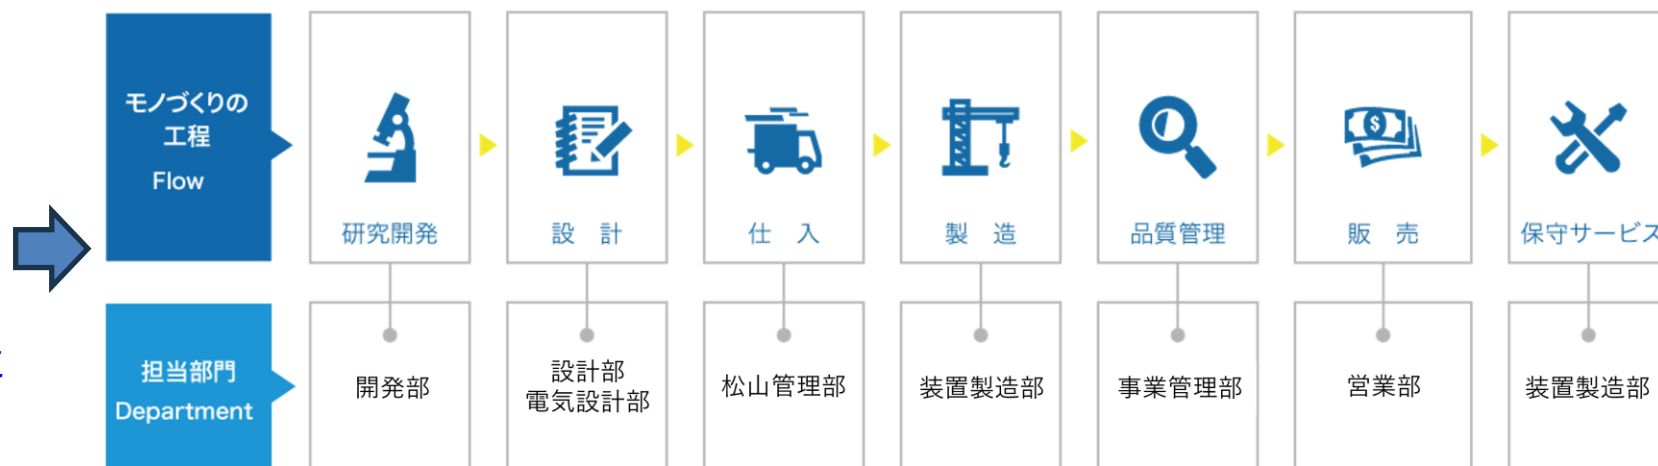 モノづくりの
工程
Flow
研究開発
設　計
仕　入
製　造
品質管理
販　売
保守サービス
担当部門
Department
開発部
設計部
電気設計部
松山管理部
装置製造部
事業管理部
営業部
装置製造部